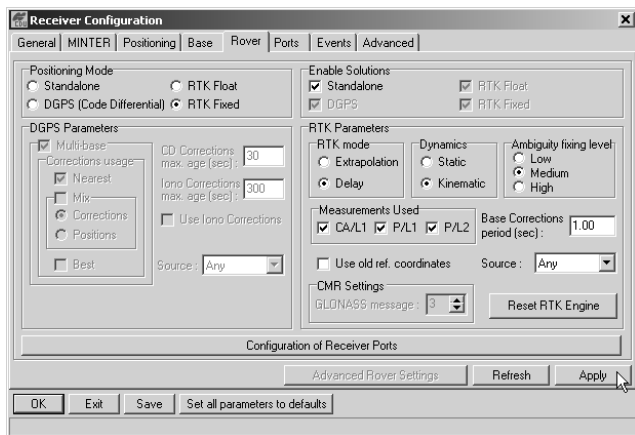 Receiver Configuration
General MINTER Positioning Base Rover Ports Events Advanced
Positioning Mode
Standalone RTK Float
DGPS (Code Differential) RTK Fixed
Enable Solutions
Standalone RTK Float
DGPS RTK Fixed
DGPS Parameters
Multi-base
Corrections usage
Nearest
Mix
Corrections
Positions
Best
CD Corrections
max. age (sec) : 30
Iono Corrections
max. age (sec) : 300
Use Iono Corrections
Source : Any
RTK Parameters
RTK mode
Extrapolation
Delay
Dynamics
Static
Kinematic
Ambiguity fixing level
Low
Medium
High
Measurements Used
CA/L1 P/L1 P/L2
Base Corrections
period (sec) : 1.00
Use old ref. coordinates
Source : Any
CMR Settings
GLONASS message : 3
Reset RTK Engine
Configuration of Receiver Ports
Advanced Rover Settings Refresh Apply
OK Exit Save Set all parameters to defaults